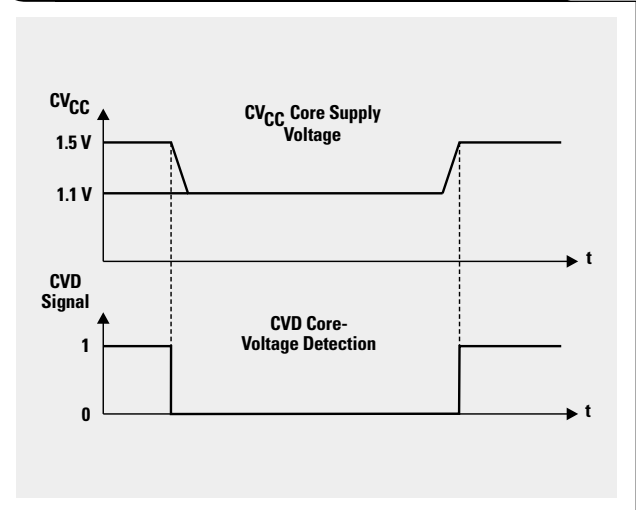 CVCC
CVCC Core Supply
Voltage
1.5 V
1.1 V
t
CVD
Signal
CVD Core-
Voltage Detection
1
0
t